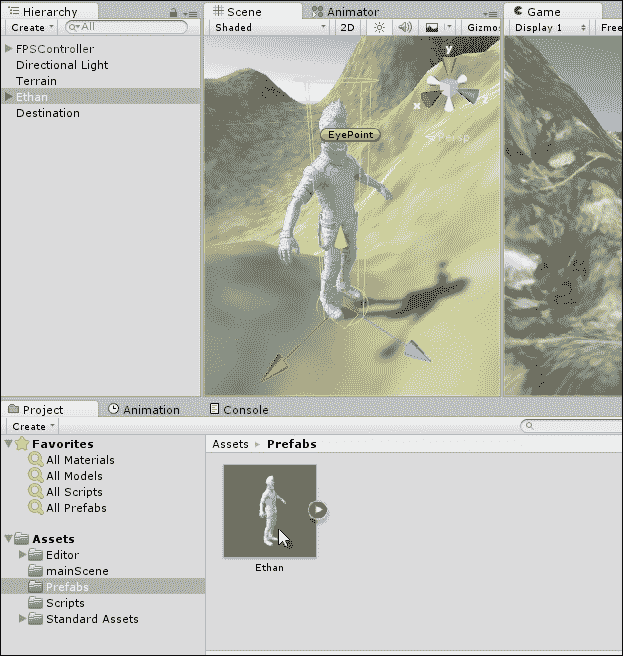 Hierarchy
Create
All
FPSController
Directional Light
Terrain
Ethan
Destination
Scene
Animator
Shaded
2D
Gizmos
y
x
z
EyePoint
Game
Display 1
Free
Project
Animation
Console
Create
Favorites
All Materials
All Models
All Scripts
All Prefabs
Assets
Editor
mainScene
Prefabs
Scripts
Standard Assets
Assets Prefabs
Ethan